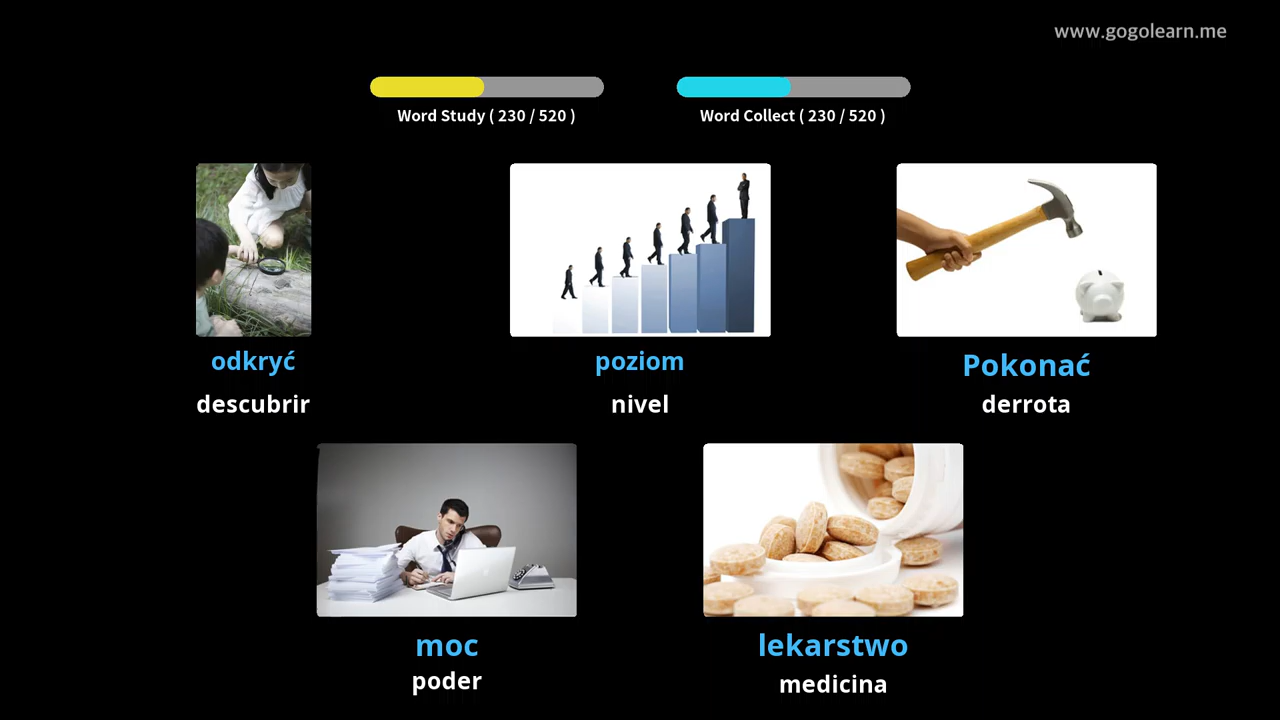 www.gogolearn.me
Word Study ( 230 / 520 )
Word Collect ( 230 / 520 )
odkryć
descubrir
poziom
nivel
Pokonać
derrota
moc
poder
lekarstwo
medicina